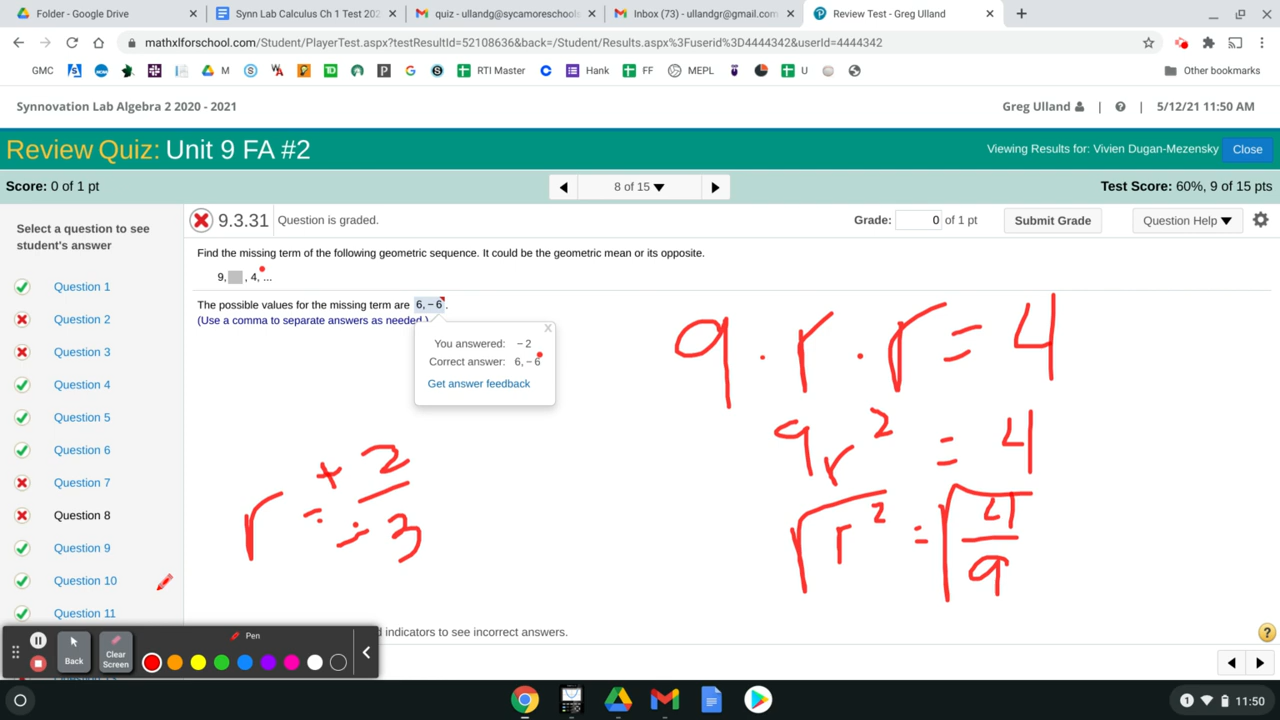 Folder - Google Drive
Synn Lab Calculus Ch 1 Test 202
quiz - ullandg@sycamoreschools
Inbox (73) - ullandgr@gmail.com
Review Test - Greg Ulland
mathxlforschool.com/Student/PlayerTest.aspx?testResultId=52108636&back=/Student/Results.aspx%3Fuserid%3D4444342&userId=4444342
GMC
M
RTI Master
Hank
FF
MEPL
U
Other bookmarks
Synnovation Lab Algebra 2 2020 - 2021
Greg Ulland | | 5/12/21 11:50 AM
Review Quiz: Unit 9 FA #2
Viewing Results for: Vivien Dugan-Mezensky
Close
Score: 0 of 1 pt
8 of 15
Test Score: 60%, 9 of 15 pts
Select a question to see
student's answer
Question 1
Question 2
Question 3
Question 4
Question 5
Question 6
Question 7
Question 8
Question 9
Question 10
Question 11
9.3.31
Question is graded.
Grade: 0 of 1 pt
Submit Grade
Question Help
Find the missing term of the following geometric sequence. It could be the geometric mean or its opposite.
9, , 4, ...
The possible values for the missing term are 6, − 6 .
(Use a comma to separate answers as needed.)
x
You answered: − 2
Correct answer: 6, − 6
Get answer feedback
9 · r · r = 4
9r² = 4
√r² = √4/9
r = ± 2/3
d indicators to see incorrect answers.
?
Pen
Back
Clear
Screen
1
11:50